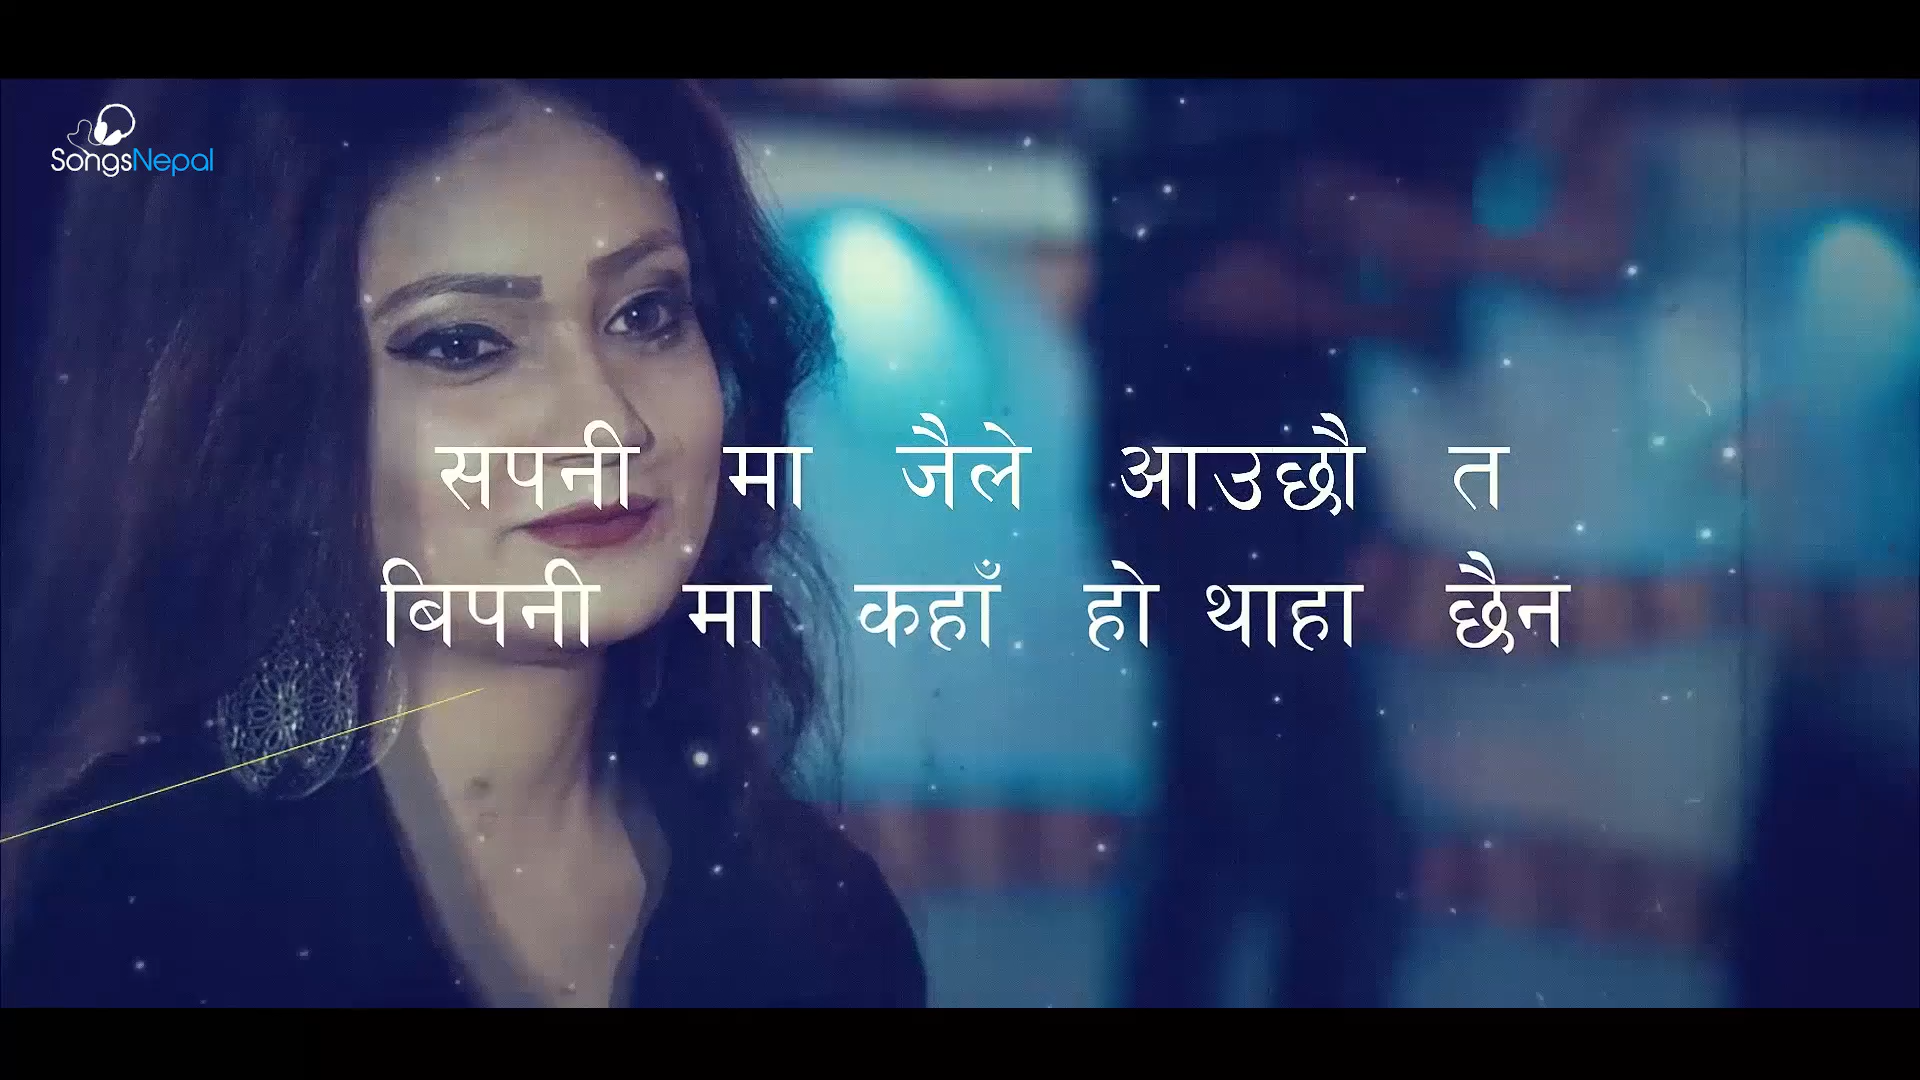 SongsNepal
सपनी मा जैले आउछौ त
बिपनी मा कहाँ हो थाहा छैन